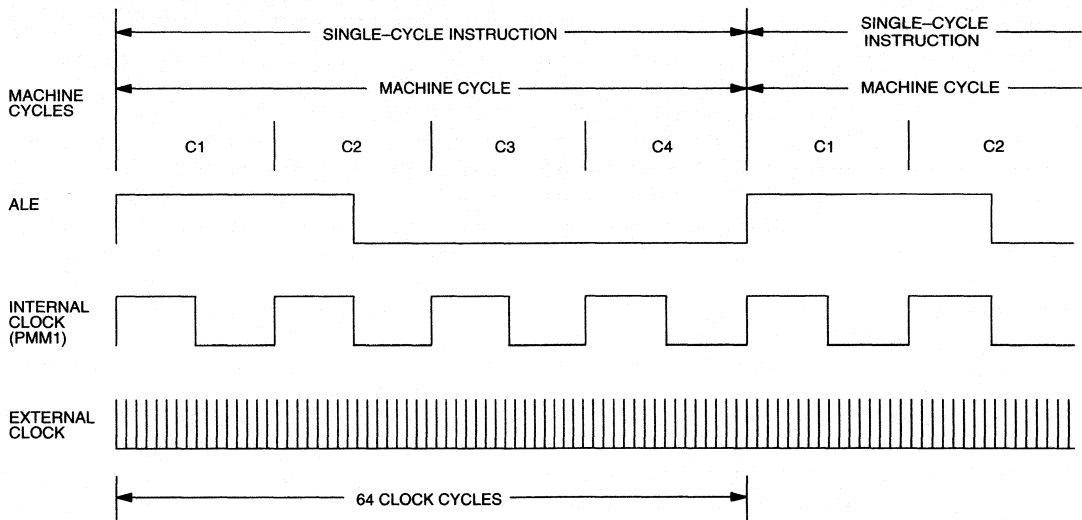 SINGLE–CYCLE INSTRUCTION
SINGLE–CYCLE
INSTRUCTION
MACHINE
CYCLES
MACHINE CYCLE
MACHINE CYCLE
C1
C2
C3
C4
C1
C2
ALE
INTERNAL
CLOCK
(PMM1)
EXTERNAL
CLOCK
64 CLOCK CYCLES